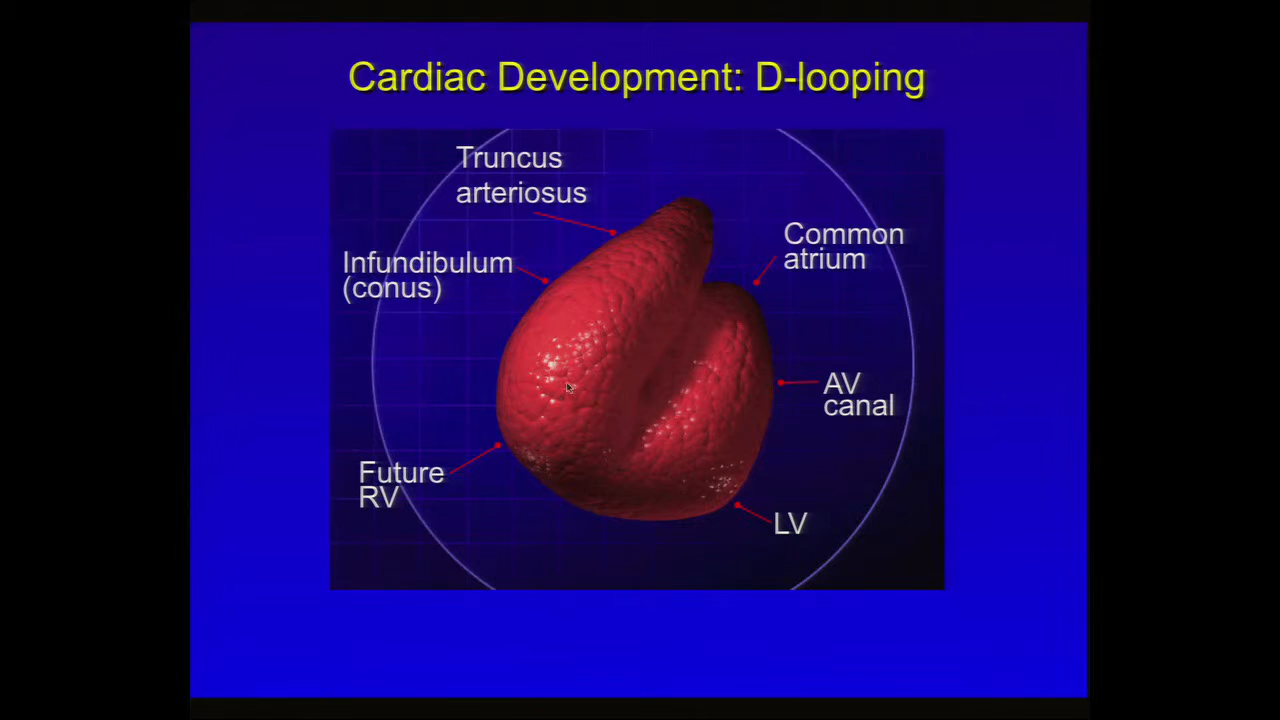 Cardiac Development: D-looping
Truncus
arteriosus
Common
atrium
Infundibulum
(conus)
AV
canal
Future
RV
LV